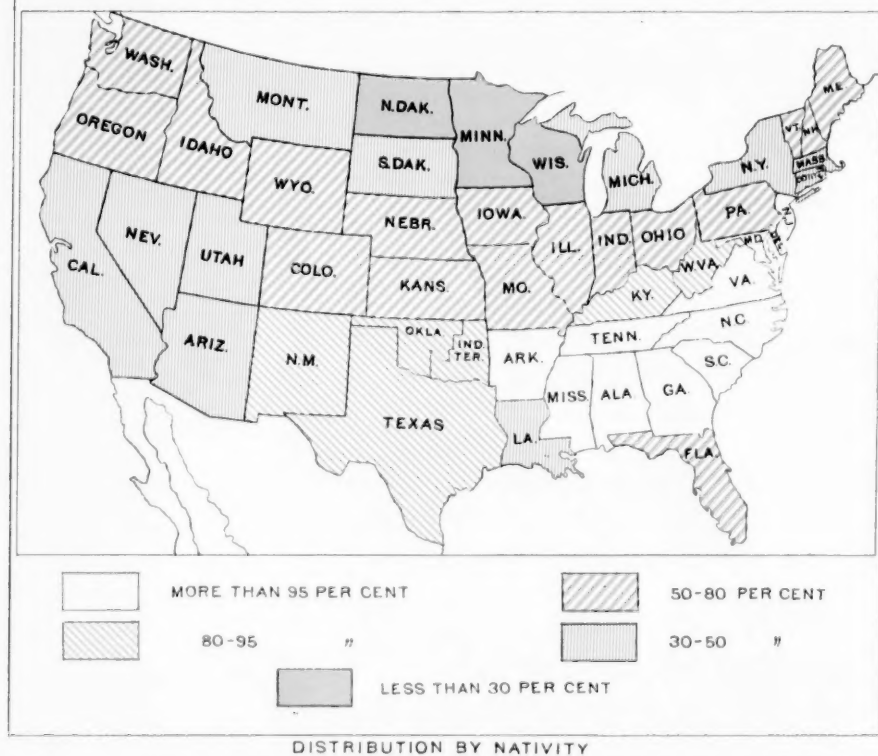 WASH.
MONT.
N.DAK.
MINN.
ME.
OREGON
IDAHO
VT.
N.H.
S.DAK.
WIS.
N.Y.
MASS.
MICH.
CONN.
WYO.
NEBR.
IOWA.
PA.
N.J.
NEV.
ILL.
IND.
OHIO
UTAH
COLO.
MD.
DEL.
CAL.
KANS.
MO.
W.VA.
VA.
KY.
ARIZ.
N.M.
OKLA.
IND.
TER.
TENN.
N.C.
ARK.
S.C.
MISS.
ALA.
GA.
TEXAS
LA.
FLA.
MORE THAN 95 PER CENT
50-80 PER CENT
80-95 "
30-50 "
LESS THAN 30 PER CENT
DISTRIBUTION BY NATIVITY